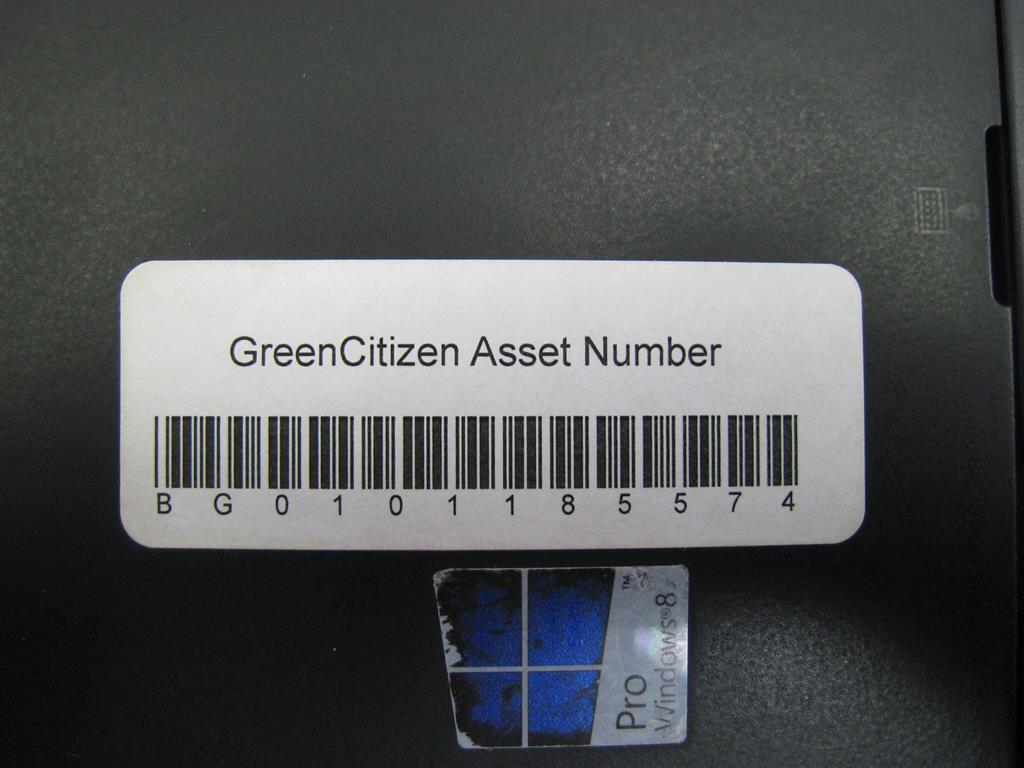 GreenCitizen Asset Number
B G 0 1 0 1 1 8 5 5 7 4
Windows®8
Pro
™